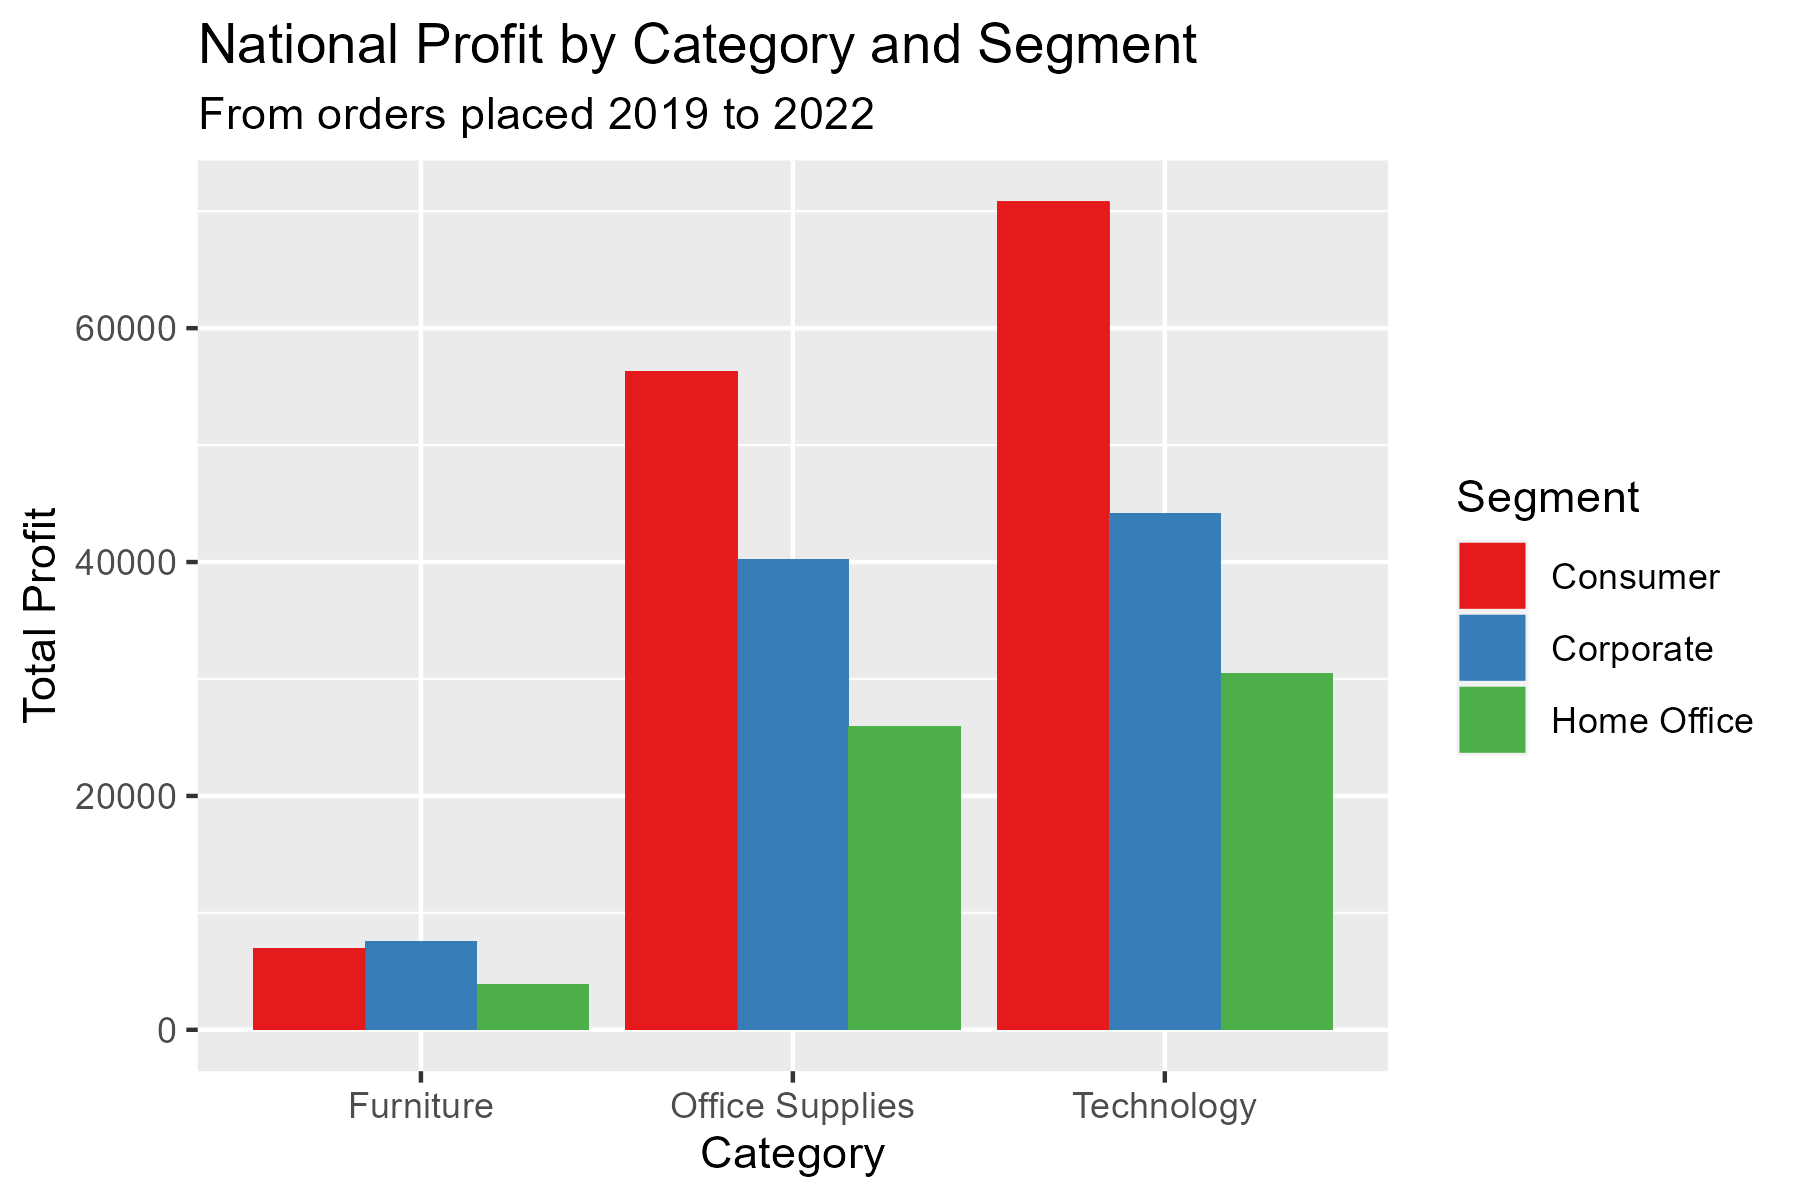 National Profit by Category and Segment
From orders placed 2019 to 2022
Total Profit
60000
40000
20000
0
Furniture
Office Supplies
Technology
Category
Segment
Consumer
Corporate
Home Office